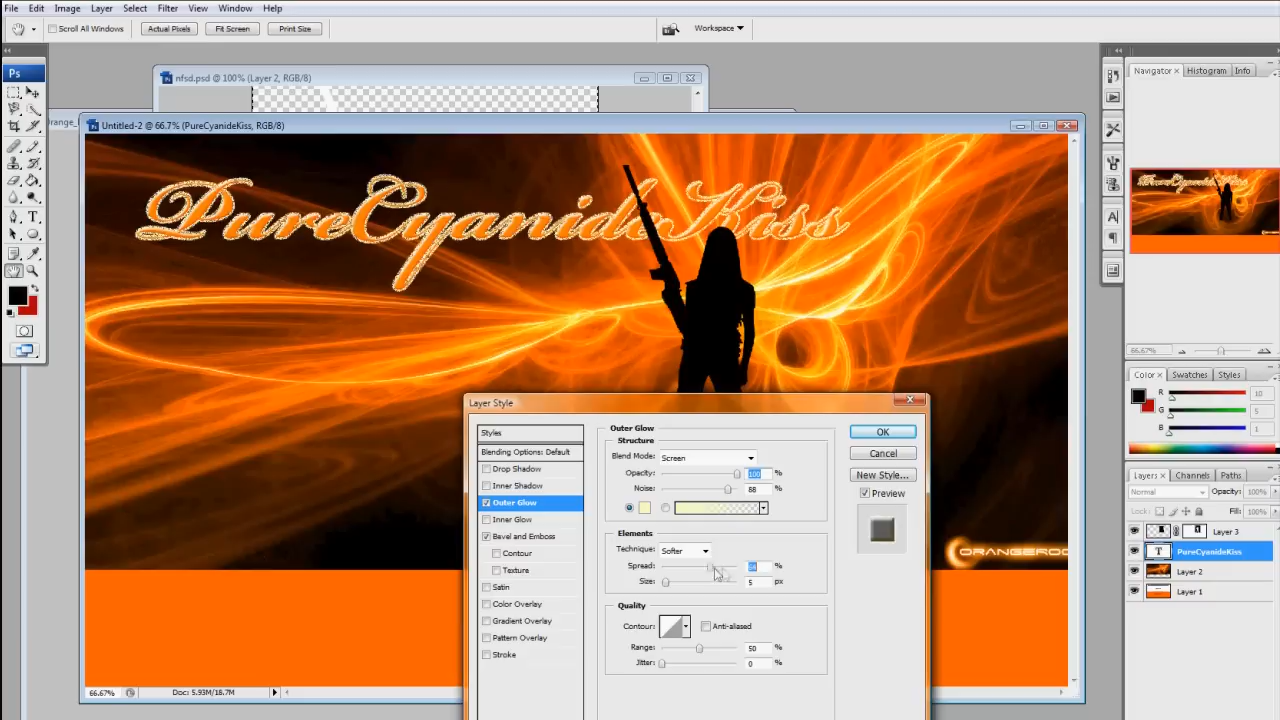 File Edit Image Layer Select Filter Analysis View Window Help
Scroll All Windows Actual Pixels Fit Screen Print Size Workspace
Ps
nfsd.psd @ 100% (Layer 2, RGB/8)
Navigator Histogram Info
Untitled-2 @ 66.7% (PureCyanideKiss, RGB/8)
PureCyanideKiss
66.67%
Color Swatches Styles
R 10
G 5
B 1
Layer Style
Styles
Blending Options: Default
Drop Shadow
Inner Shadow
Outer Glow
Inner Glow
Bevel and Emboss
Contour
Texture
Satin
Color Overlay
Gradient Overlay
Pattern Overlay
Stroke
Outer Glow
Structure
Blend Mode: Screen
Opacity: 100 %
Noise: 88 %
Elements
Technique: Softer
Spread: %
Size: 5 px
Quality
Contour: Anti-aliased
Range: 50 %
Jitter: 0 %
OK
Cancel
New Style...
Preview
Layers Channels Paths
Normal Opacity: 100%
Lock: Fill: 100%
Layer 3
T PureCyanideKiss
Layer 2
Layer 1
66.67% Doc: 5.93M/18.7M